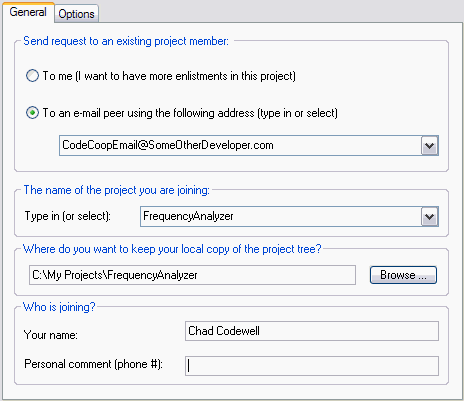 General Options
Send request to an existing project member:
To me (I want to have more enlistments in this project)
To an e-mail peer using the following address (type in or select)
CodeCoopEmail@SomeOtherDeveloper.com
The name of the project you are joining:
Type in (or select): FrequencyAnalyzer
Where do you want to keep your local copy of the project tree?
C:\My Projects\FrequencyAnalyzer Browse ...
Who is joining?
Your name: Chad Codewell
Personal comment (phone #):